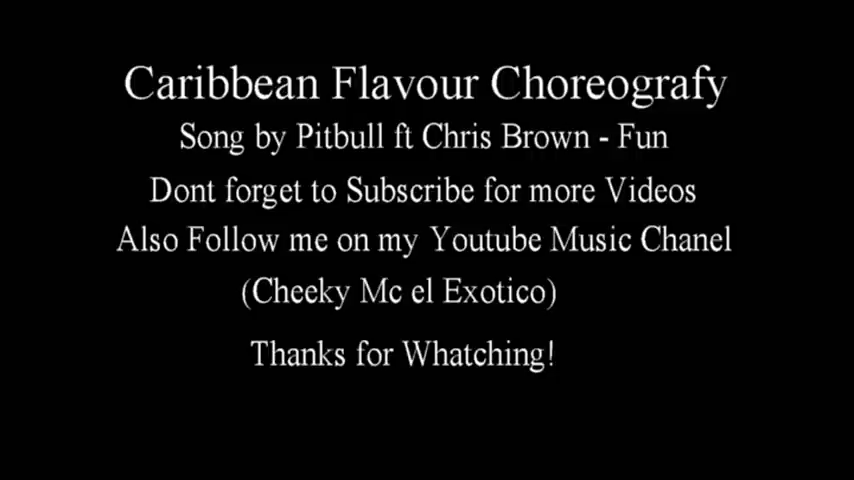 Caribbean Flavour Choreografy
Song by Pitbull ft Chris Brown - Fun
Dont forget to Subscribe for more Videos
Also Follow me on my Youtube Music Chanel
(Cheeky Mc el Exotico)
Thanks for Whatching!